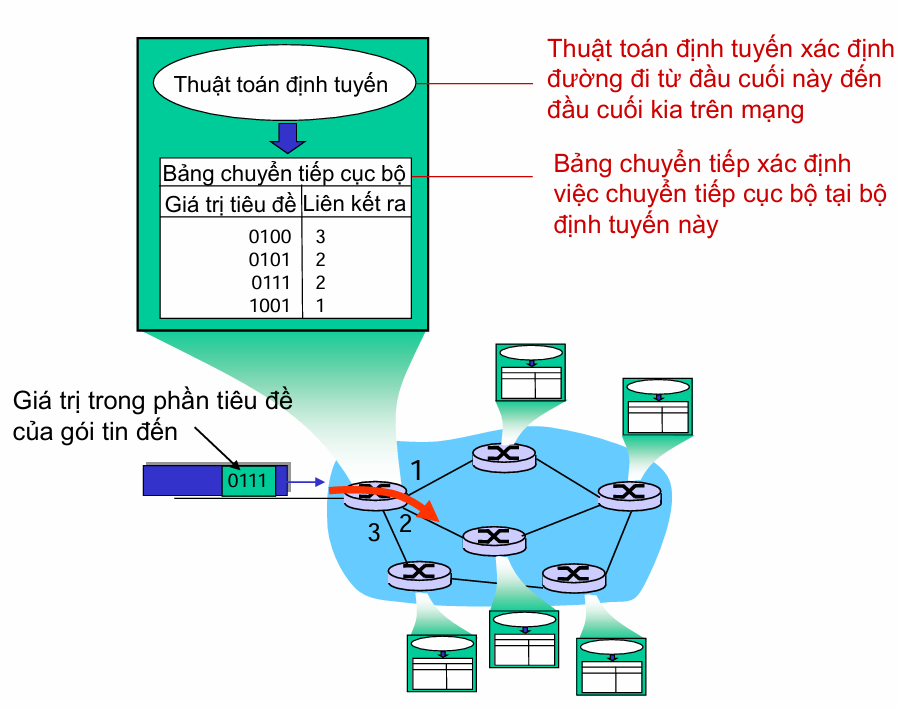 Thuật toán định tuyến
Thuật toán định tuyến xác định
đường đi từ đầu cuối này đến
đầu cuối kia trên mạng
Bảng chuyển tiếp cục bộ
Giá trị tiêu đề Liên kết ra
0100 3
0101 2
0111 2
1001 1
Bảng chuyển tiếp xác định
việc chuyển tiếp cục bộ tại bộ
định tuyến này
Giá trị trong phần tiêu đề
của gói tin đến
0111
1
2
3